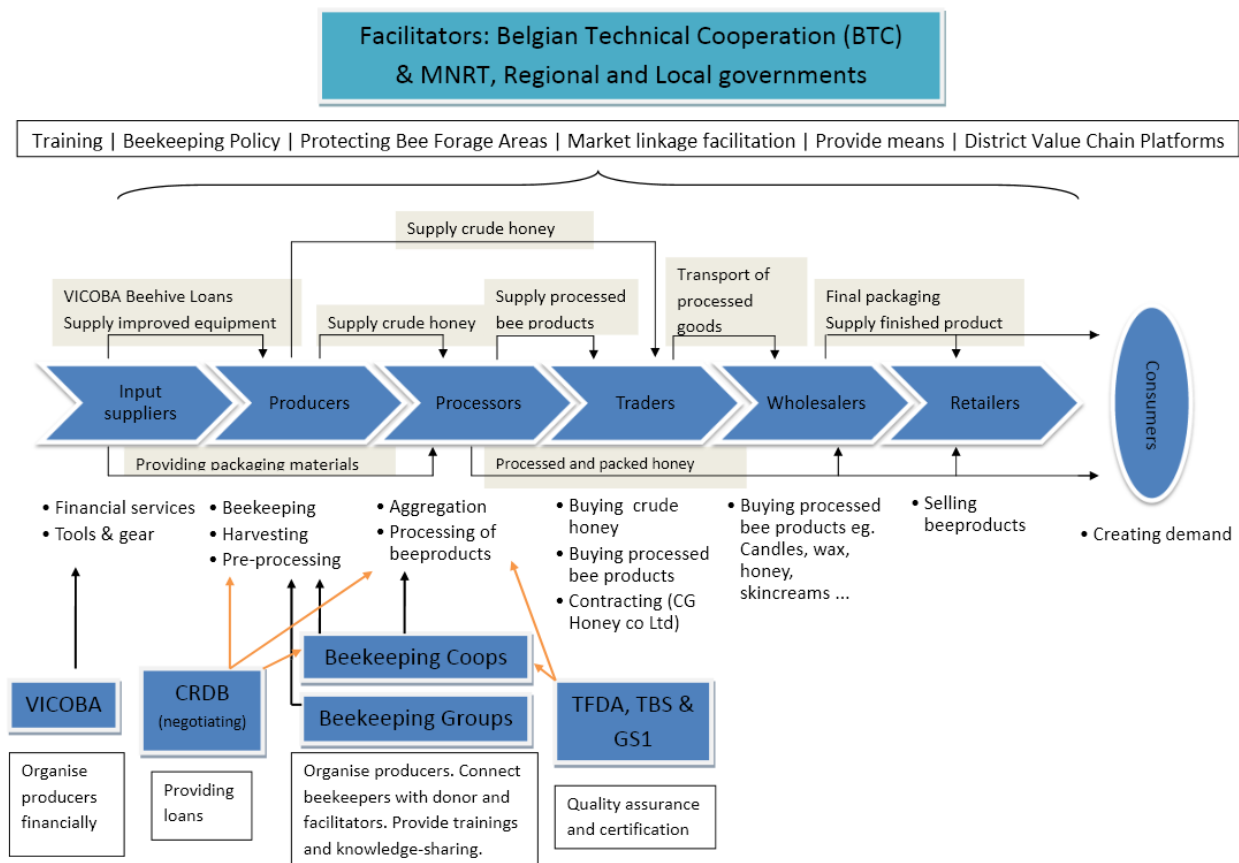 Facilitators: Belgian Technical Cooperation (BTC)
& MNRT, Regional and Local governments
Training | Beekeeping Policy | Protecting Bee Forage Areas | Market linkage facilitation | Provide means | District Value Chain Platforms
Supply crude honey
VICOBA Beehive Loans
Supply improved equipment
Supply crude honey
Supply processed
bee products
Transport of
processed
goods
Final packaging
Supply finished product
Input
suppliers
Producers
Processors
Traders
Wholesalers
Retailers
Consumers
Providing packaging materials
Processed and packed honey
• Financial services
• Tools & gear
• Beekeeping
• Harvesting
• Pre-processing
• Aggregation
• Processing of
beeproducts
• Buying crude
honey
• Buying processed
bee products
• Contracting (CG
Honey co Ltd)
• Buying processed
bee products eg.
Candles, wax,
honey,
skincreams ...
• Selling
beeproducts
• Creating demand
VICOBA
CRDB
(negotiating)
Beekeeping Coops
Beekeeping Groups
TFDA, TBS &
GS1
Organise
producers
financially
Providing
loans
Organise producers. Connect
beekeepers with donor and
facilitators. Provide trainings
and knowledge-sharing.
Quality assurance
and certification